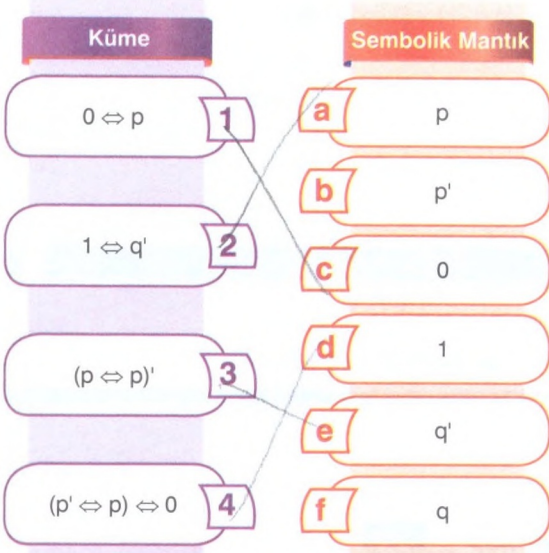 Küme
Sembolik Mantık
0 ⇔ p
1
a
p
b
p'
1 ⇔ q'
2
c
0
d
1
(p ⇔ p)'
3
e
q'
(p' ⇔ p) ⇔ 0
4
f
q